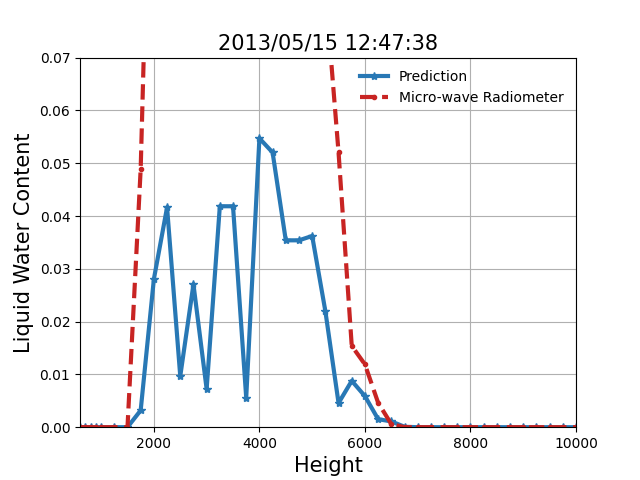 2013/05/15 12:47:38
Prediction
Micro-wave Radiometer
Liquid Water Content
0.07
0.06
0.05
0.04
0.03
0.02
0.01
0.00
2000 4000 6000 8000 10000
Height